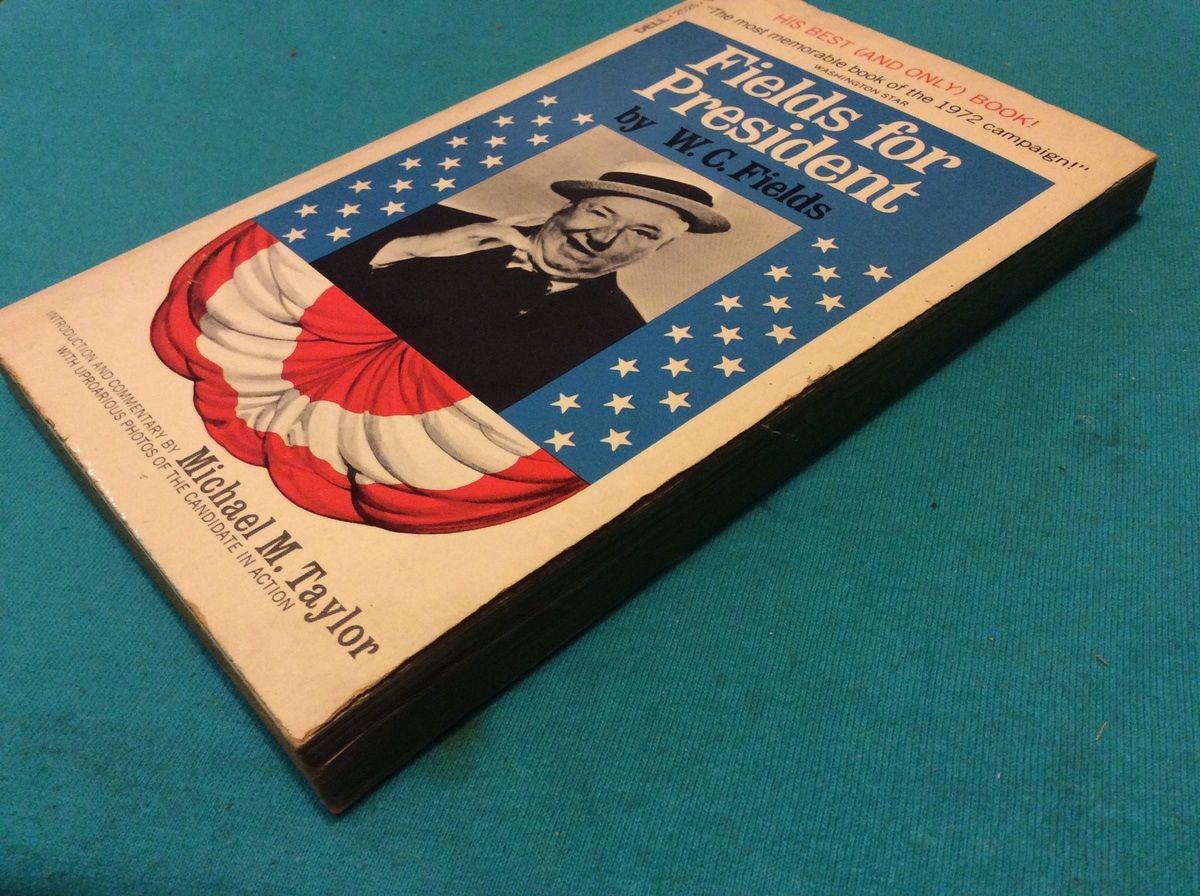 DELL
HIS BEST (AND ONLY) BOOK!
"The most memorable book of the 1972 campaign!"
WASHINGTON STAR
Fields for
President
by W. C. Fields
INTRODUCTION AND COMMENTARY BY Michael M. Taylor
WITH UPROARIOUS PHOTOS OF THE CANDIDATE IN ACTION